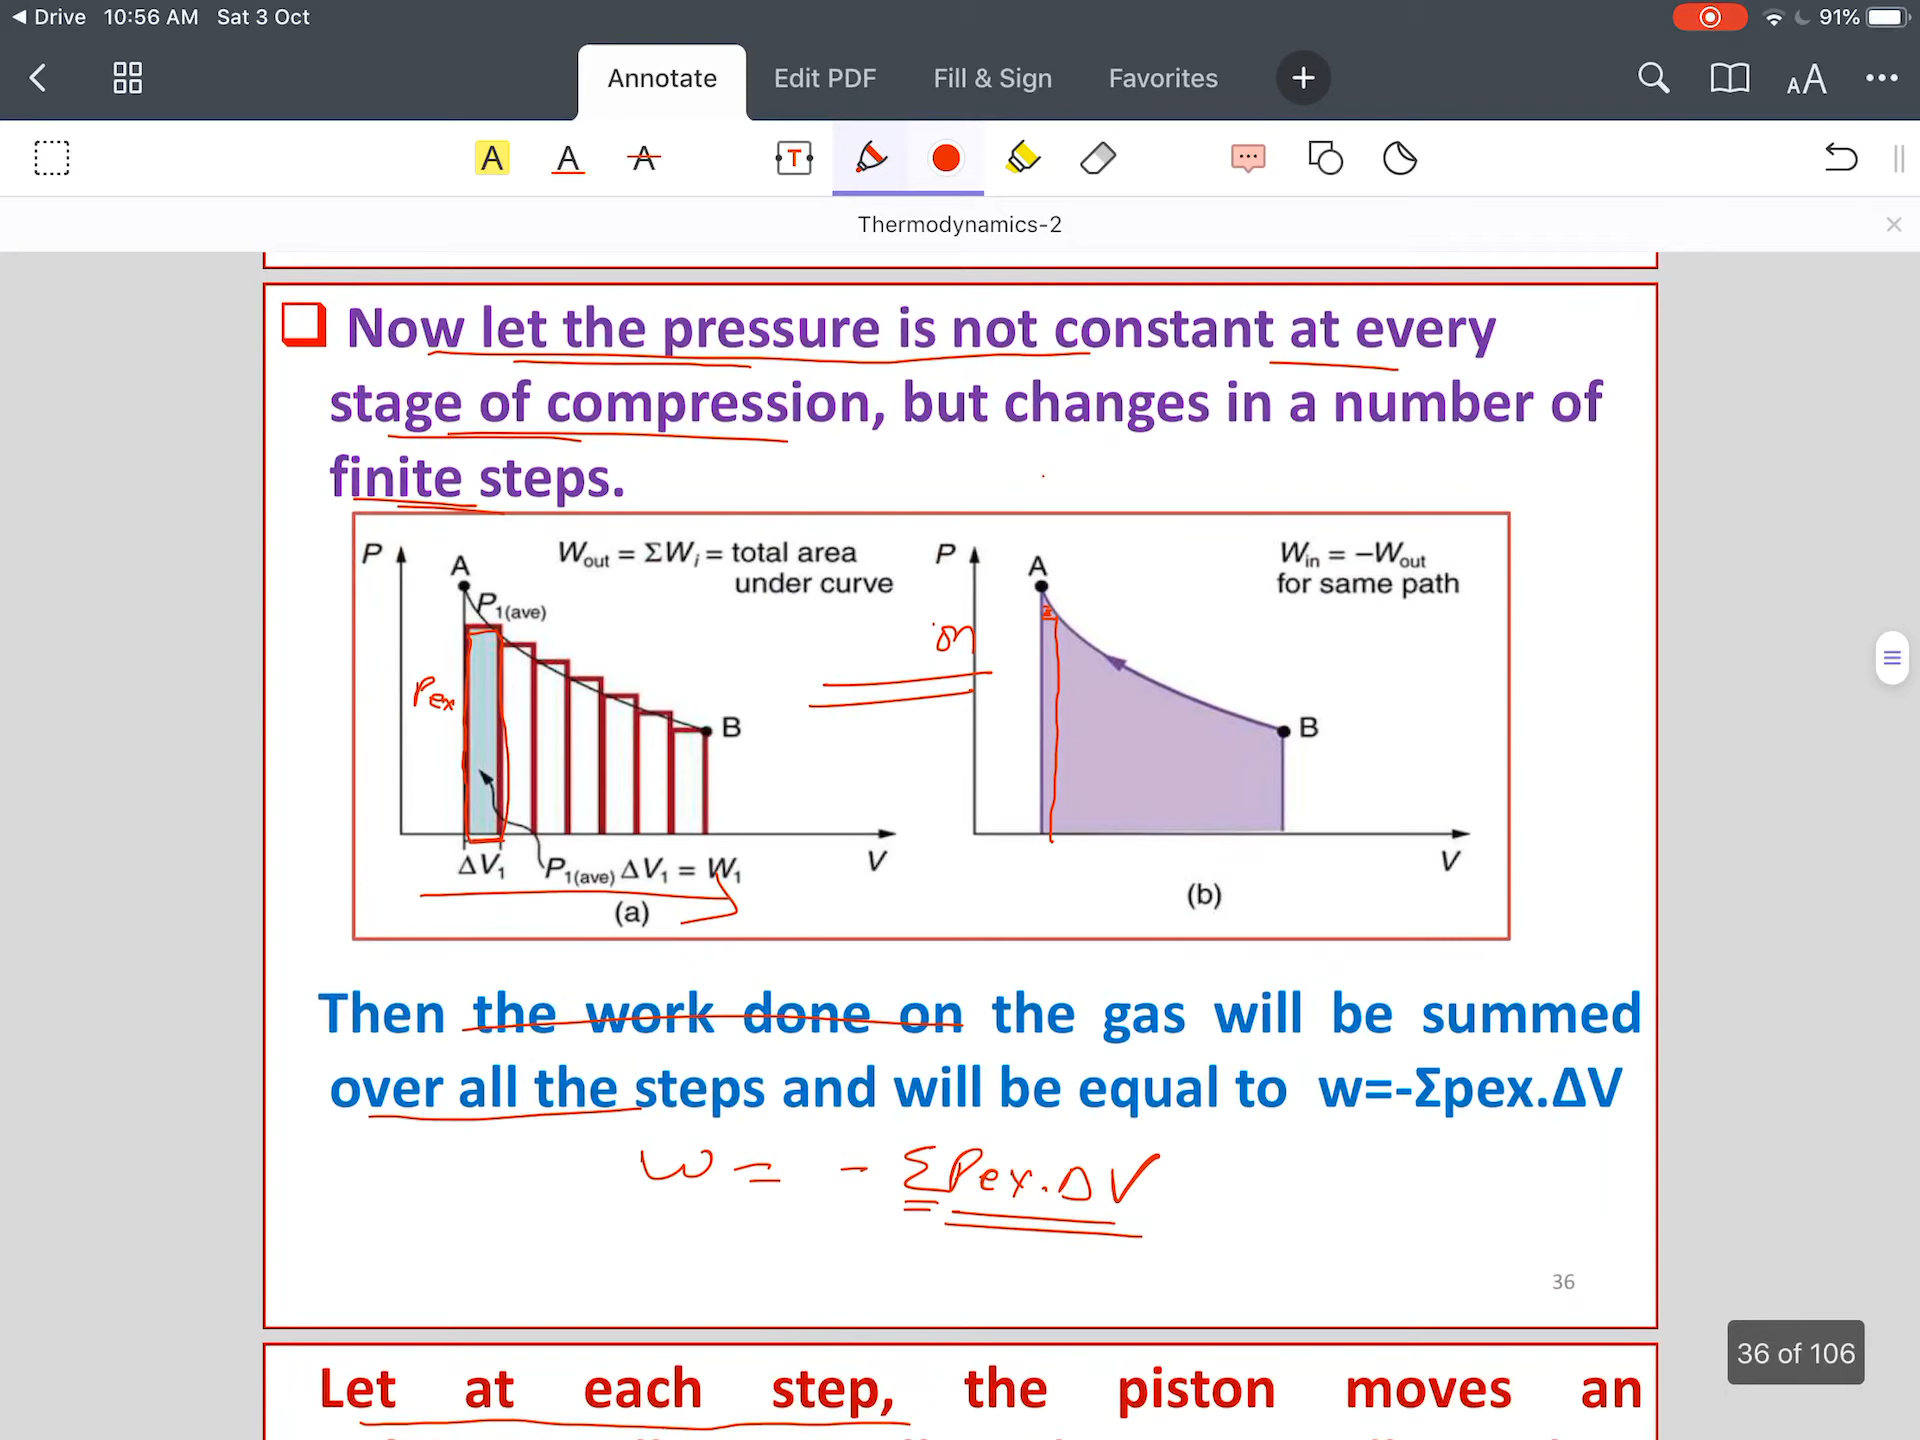 Drive 10:56 AM Sat 3 Oct 91%
Annotate Edit PDF Fill & Sign Favorites
Thermodynamics-2
Now let the pressure is not constant at every
stage of compression, but changes in a number of
finite steps.
P A Wout = ΣWi = total area
under curve
P1(ave)
Pex
B
ΔV1 P1(ave) ΔV1 = W1 V
(a)
on
P A Win = −Wout
for same path
B
V
(b)
Then the work done on the gas will be summed
over all the steps and will be equal to w=-Σpex.ΔV
w = - ΣPex.ΔV
36
36 of 106
Let at each step, the piston moves an